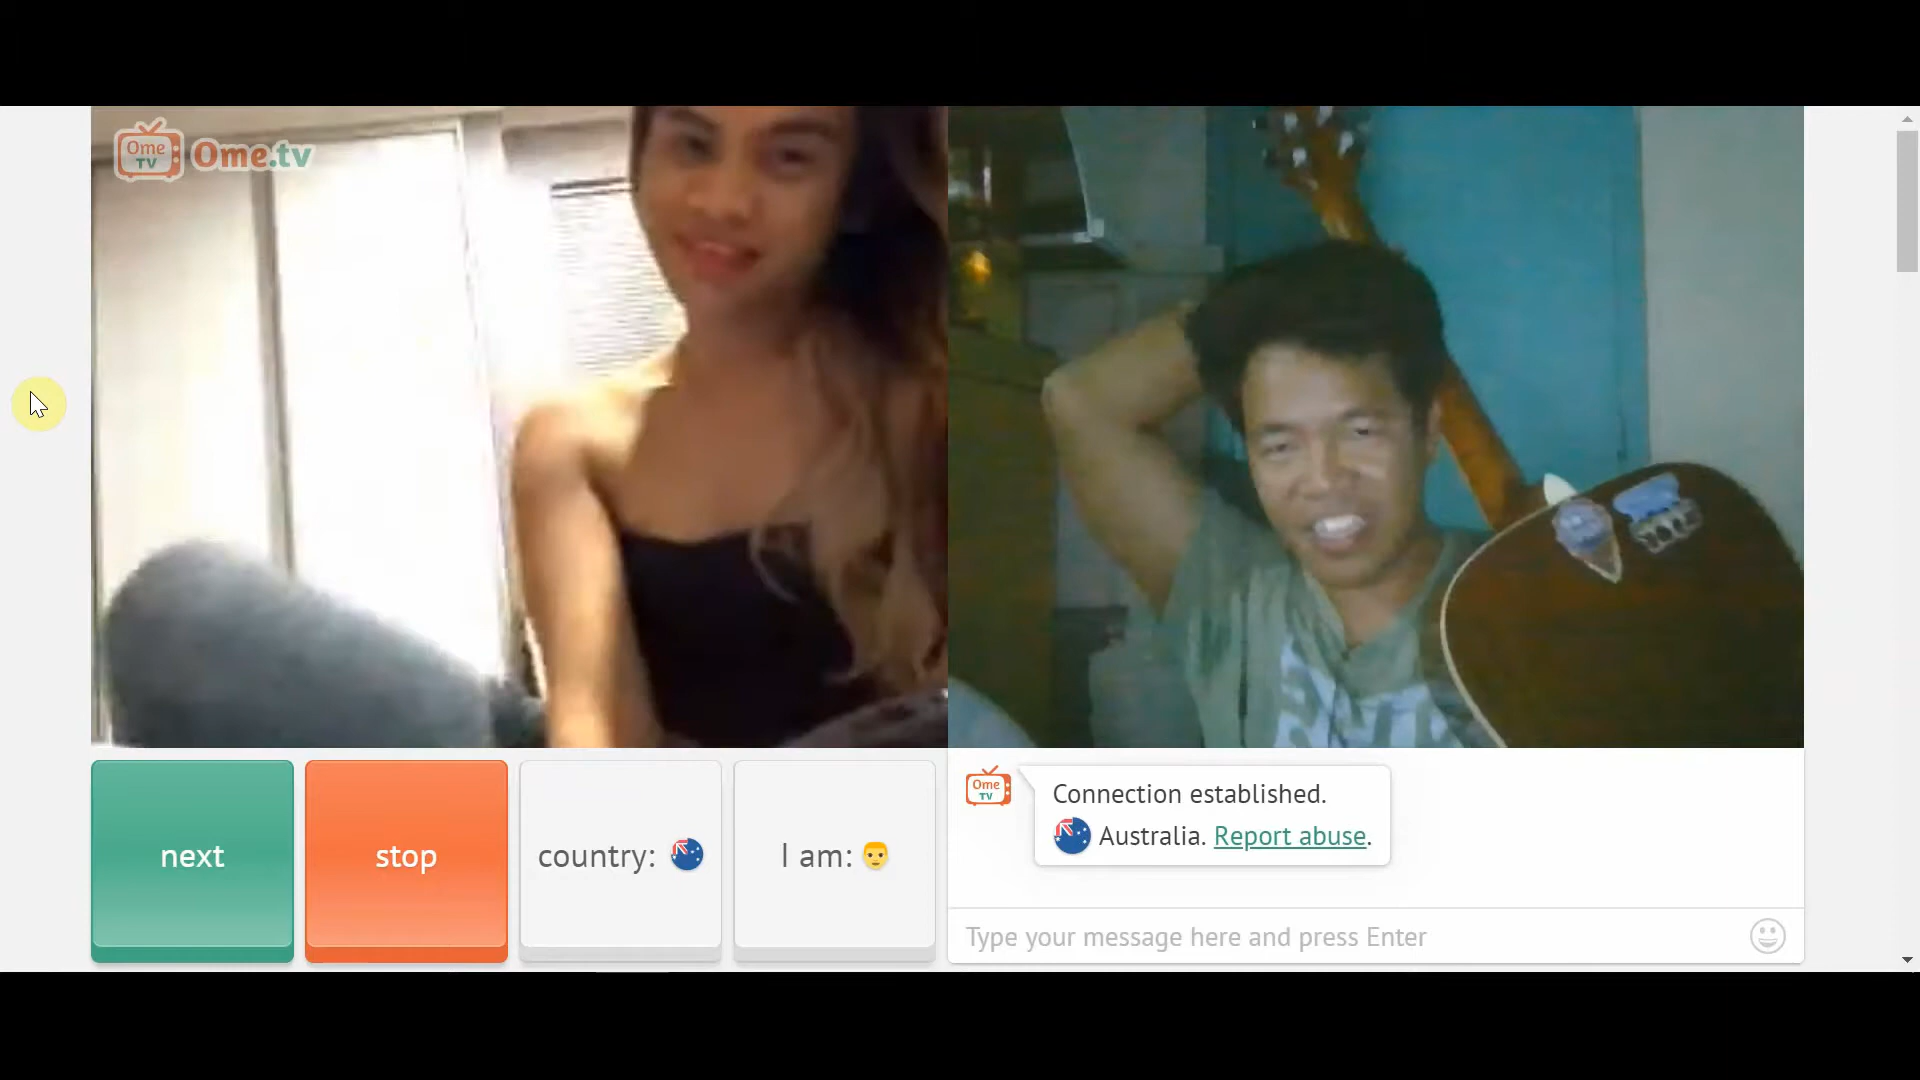 Ome
TV
Ome.tv
next
stop
country:
I am:
Ome
TV
Connection established.
Australia. Report abuse.
Type your message here and press Enter